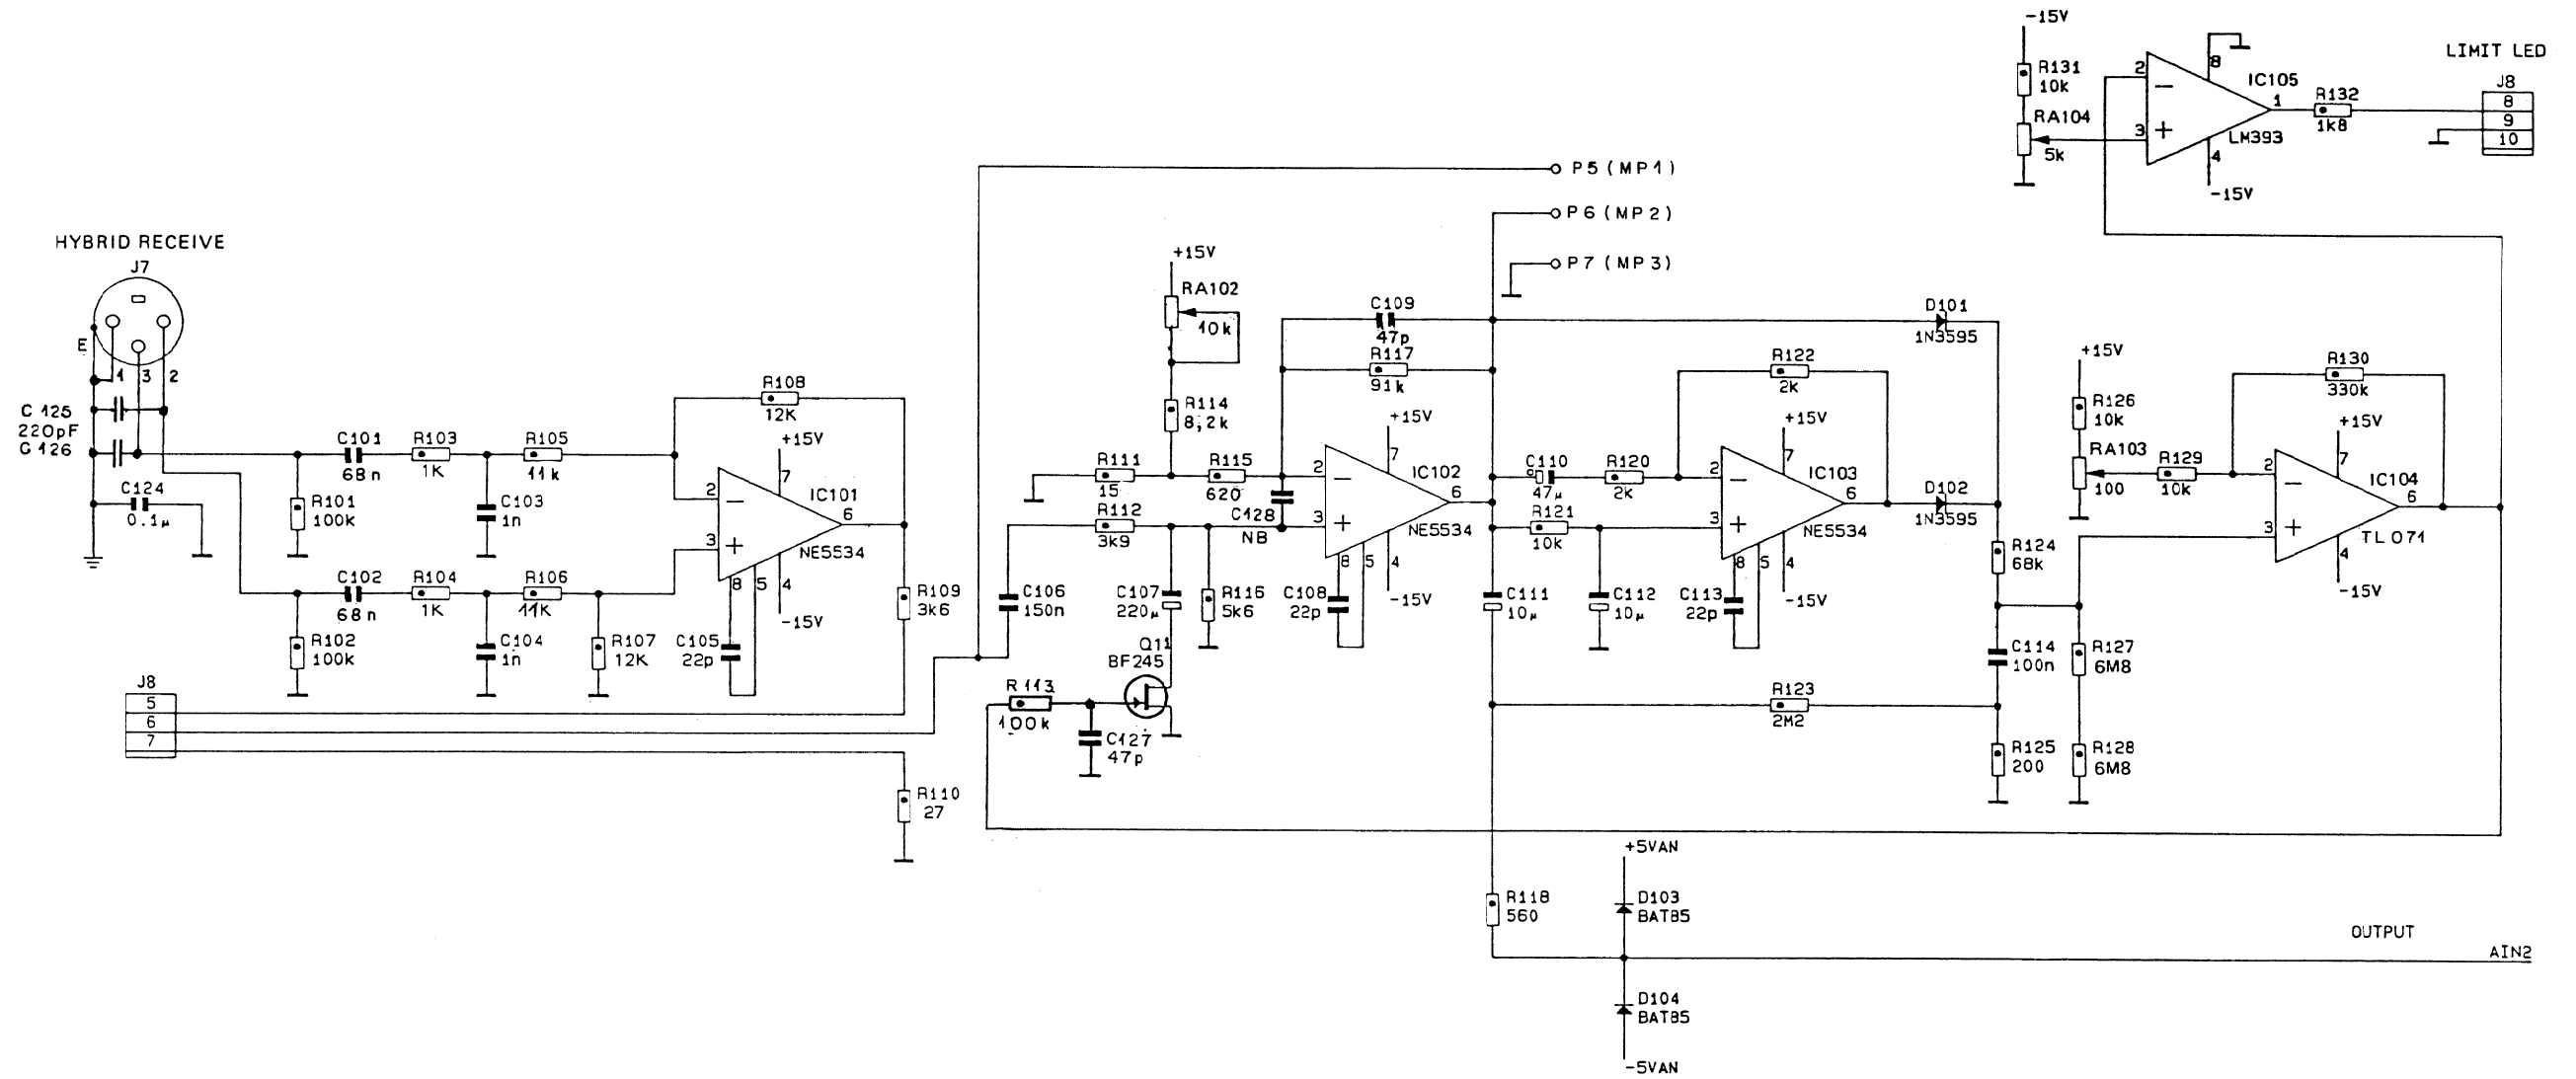 HYBRID RECEIVE
J7
E
1
3
2
C 125
220pF
C 126
C124
0.1µ
C101
68n
R103
1K
R105
11k
R101
100k
C103
1n
R108
12K
+15V
7
2
3
IC101
6
NE5534
8
5
4
-15V
C102
68n
R104
1K
R106
11K
R102
100k
C104
1n
R107
12K
C105
22p
R109
3k6
J8
5
6
7
R110
27
P5 (MP1)
P6 (MP2)
P7 (MP3)
+15V
RA102
10k
R114
8,2k
R111
15
R115
620
R112
3k9
C128
NB
C106
150n
C107
220µ
R116
5k6
Q11
BF245
R 113
100k
C127
47p
C109
47p
R117
91k
+15V
7
2
3
IC102
6
NE5534
8
5
4
-15V
C108
22p
C110
47µ
R120
2k
R121
10k
C111
10µ
C112
10µ
R122
2k
+15V
7
2
3
IC103
6
NE5534
8
5
4
-15V
C113
22p
D101
1N3595
D102
1N3595
R124
68k
C114
100n
R127
6M8
R123
2M2
R125
200
R128
6M8
+15V
R126
10k
RA103
100
R129
10k
R130
330k
+15V
7
2
3
IC104
6
TL071
4
-15V
-15V
R131
10k
RA104
5k
2
3
8
IC105
1
LM393
4
-15V
R132
1k8
LIMIT LED
J8
8
9
10
R118
560
+5VAN
D103
BAT85
D104
BAT85
-5VAN
OUTPUT
AIN2